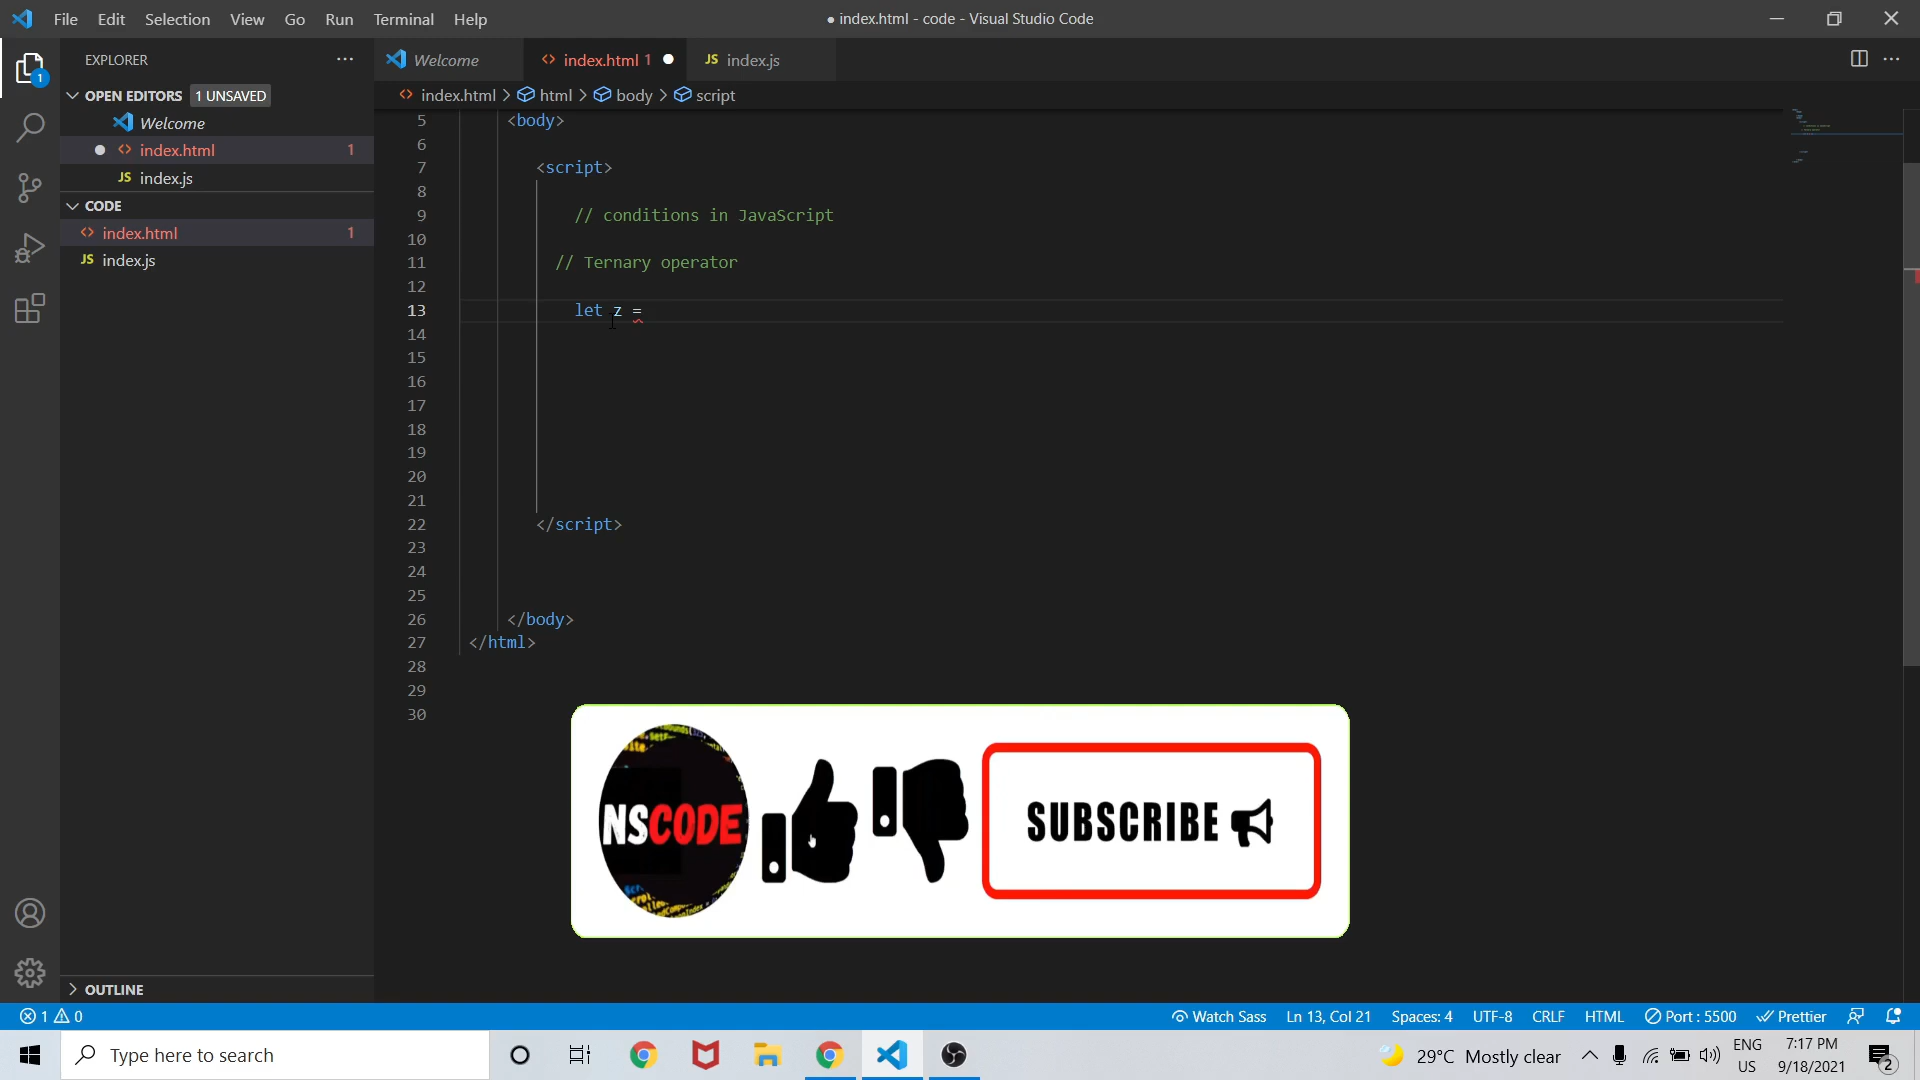 File Edit Selection View Go Run Terminal Help
● index.html - code - Visual Studio Code
EXPLORER
Welcome
index.html 1
JS index.js
OPEN EDITORS 1 UNSAVED
index.html > html > body > script
Welcome
index.html 1
JS index.js
CODE
index.html 1
JS index.js
1
5 <body>
6
7 <script>
8
9 // conditions in JavaScript
10
11 // Ternary operator
12
13 let z =
14
15
16
17
18
19
20
21
22 </script>
23
24
25
26 </body>
27 </html>
28
29
30
NSCODE
SUBSCRIBE
OUTLINE
1 0
Watch Sass
Ln 13, Col 21
Spaces: 4
UTF-8
CRLF
HTML
Port : 5500
Prettier
Type here to search
29°C Mostly clear
ENG
US
7:17 PM
9/18/2021
2